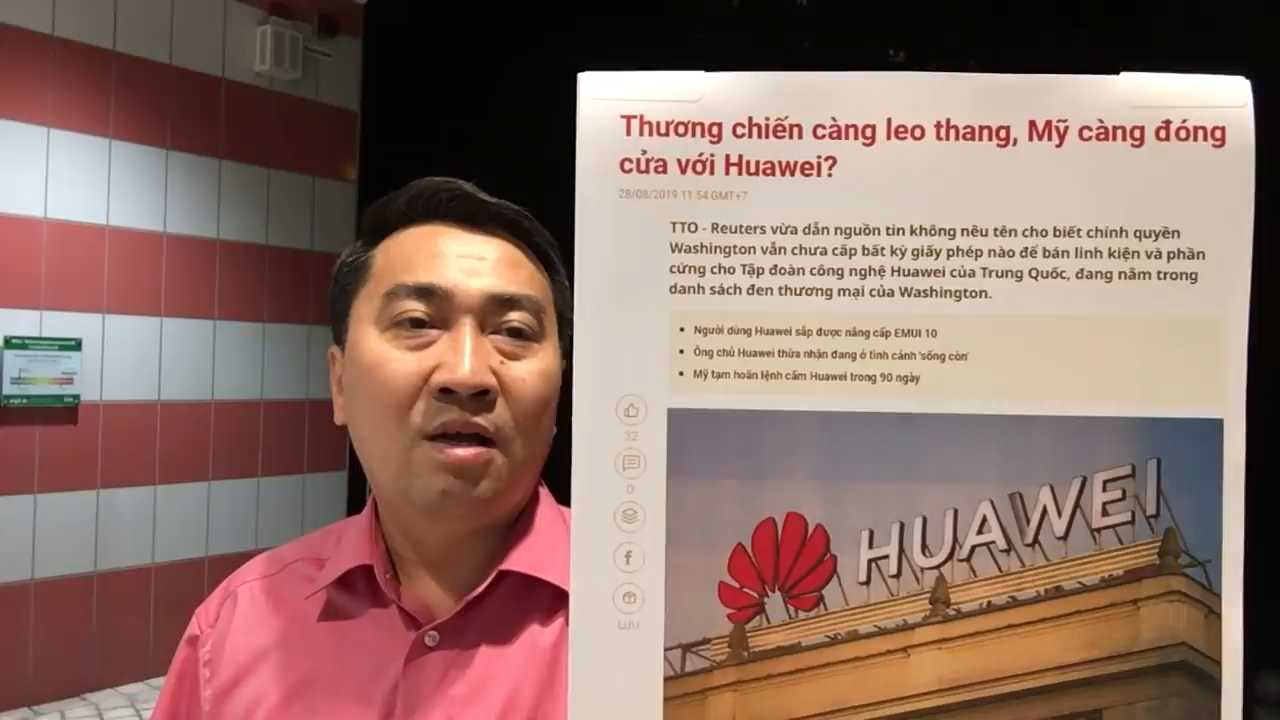 Thương chiến càng leo thang, Mỹ càng đóng
cửa với Huawei?
28/08/2019 11:54 GMT+7
TTO - Reuters vừa dẫn nguồn tin không nêu tên cho biết chính quyền
Washington vẫn chưa cấp bất kỳ giấy phép nào để bán linh kiện và phần
cứng cho Tập đoàn công nghệ Huawei của Trung Quốc, đang nằm trong
danh sách đen thương mại của Washington.
Người dùng Huawei sắp được nâng cấp EMUI 10
Ông chủ Huawei thừa nhận đang ở tình cảnh 'sống còn'
Mỹ tạm hoãn lệnh cấm Huawei trong 90 ngày
32
0
Lưu
HUAWEI